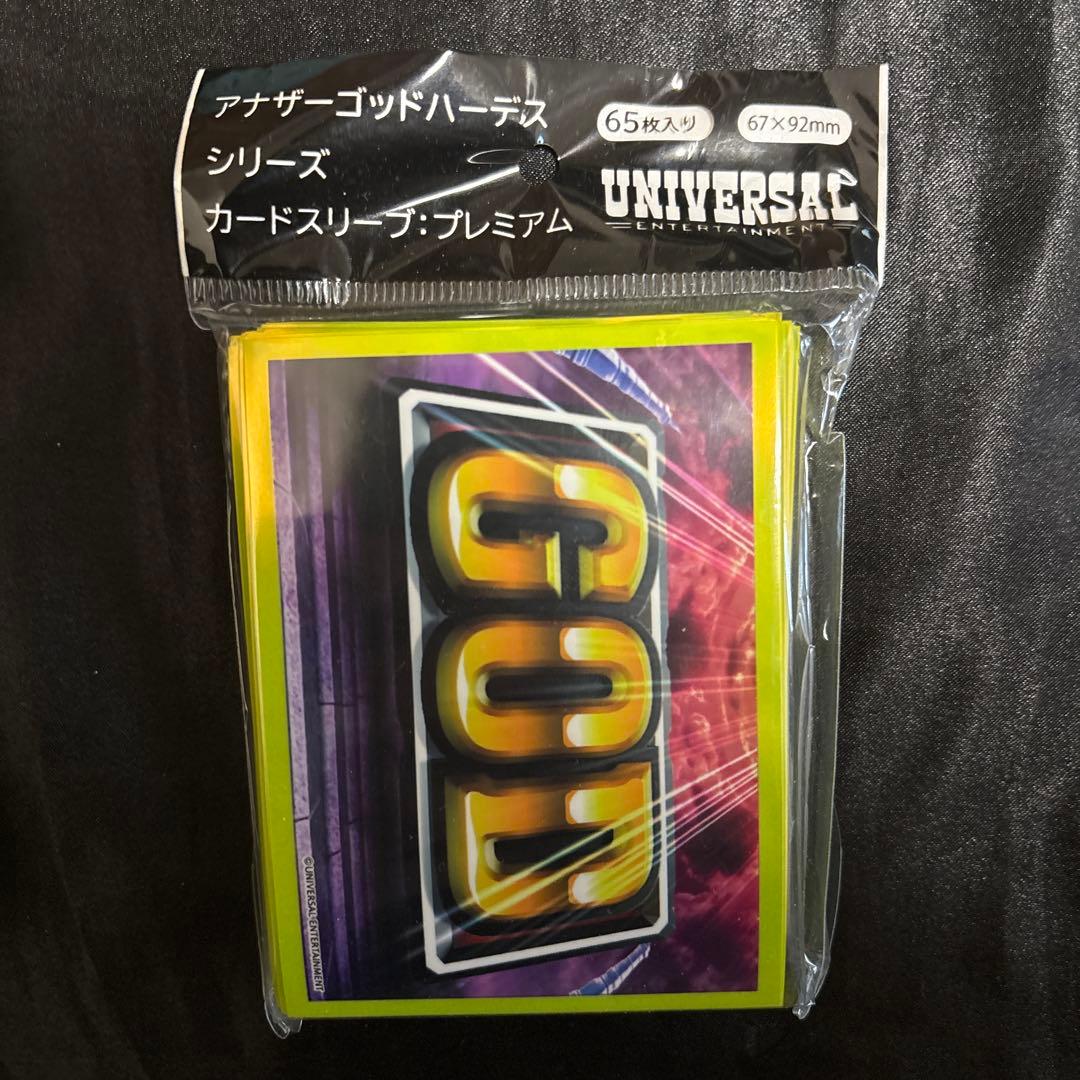 アナザーゴッドハーデス
シリーズ
カードスリーブ:プレミアム
65枚入り
67×92mm
UNIVERSAL
ENTERTAINMENT
GOD
©UNIVERSAL ENTERTAINMENT